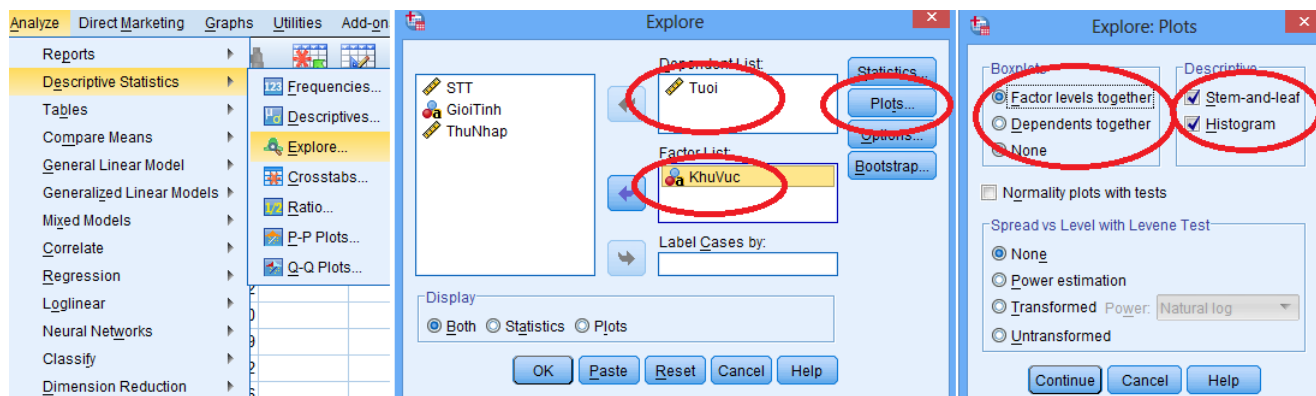 Analyze Direct Marketing Graphs Utilities Add-on
Reports
Descriptive Statistics
Tables
Compare Means
General Linear Model
Generalized Linear Models
Mixed Models
Correlate
Regression
Loglinear
Neural Networks
Classify
Dimension Reduction
Frequencies...
Descriptives...
Explore...
Crosstabs...
Ratio...
P-P Plots...
Q-Q Plots...
Explore
STT
GioiTinh
ThuNhap
Dependent List:
Tuoi
Factor List:
KhuVuc
Label Cases by:
Statistics...
Plots...
Options...
Bootstrap...
Display
Both Statistics Plots
OK Paste Reset Cancel Help
Explore: Plots
Boxplots
Factor levels together
Dependents together
None
Descriptive
Stem-and-leaf
Histogram
Normality plots with tests
Spread vs Level with Levene Test
None
Power estimation
Transformed Power: Natural log
Untransformed
Continue Cancel Help